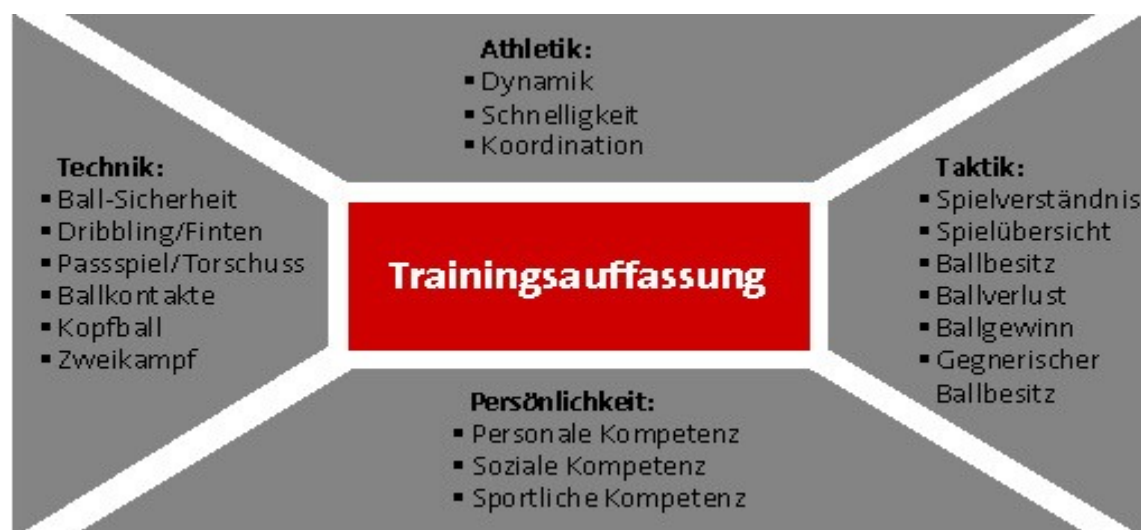 Athletik:
▪ Dynamik
▪ Schnelligkeit
▪ Koordination
Technik:
▪ Ball-Sicherheit
▪ Dribbling/Finten
▪ Passspiel/Torschuss
▪ Ballkontakte
▪ Kopfball
▪ Zweikampf
Trainingsauffassung
Taktik:
▪ Spielverständnis
▪ Spielübersicht
▪ Ballbesitz
▪ Ballverlust
▪ Ballgewinn
▪ Gegnerischer
Ballbesitz
Persönlichkeit:
▪ Personale Kompetenz
▪ Soziale Kompetenz
▪ Sportliche Kompetenz